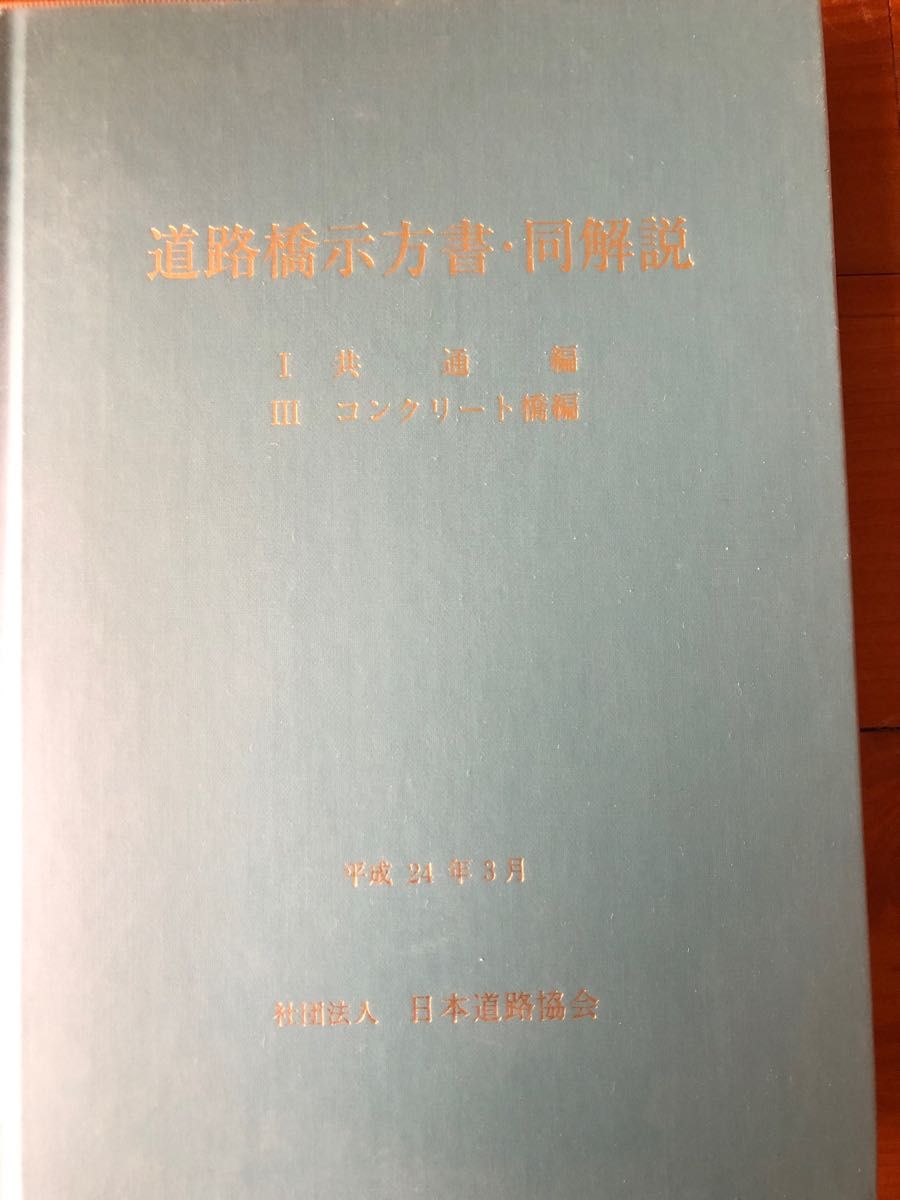 道路橋示方書・同解説
I 共通編
III コンクリート橋編
平成 24 年 3 月
社団法人 日本道路協会